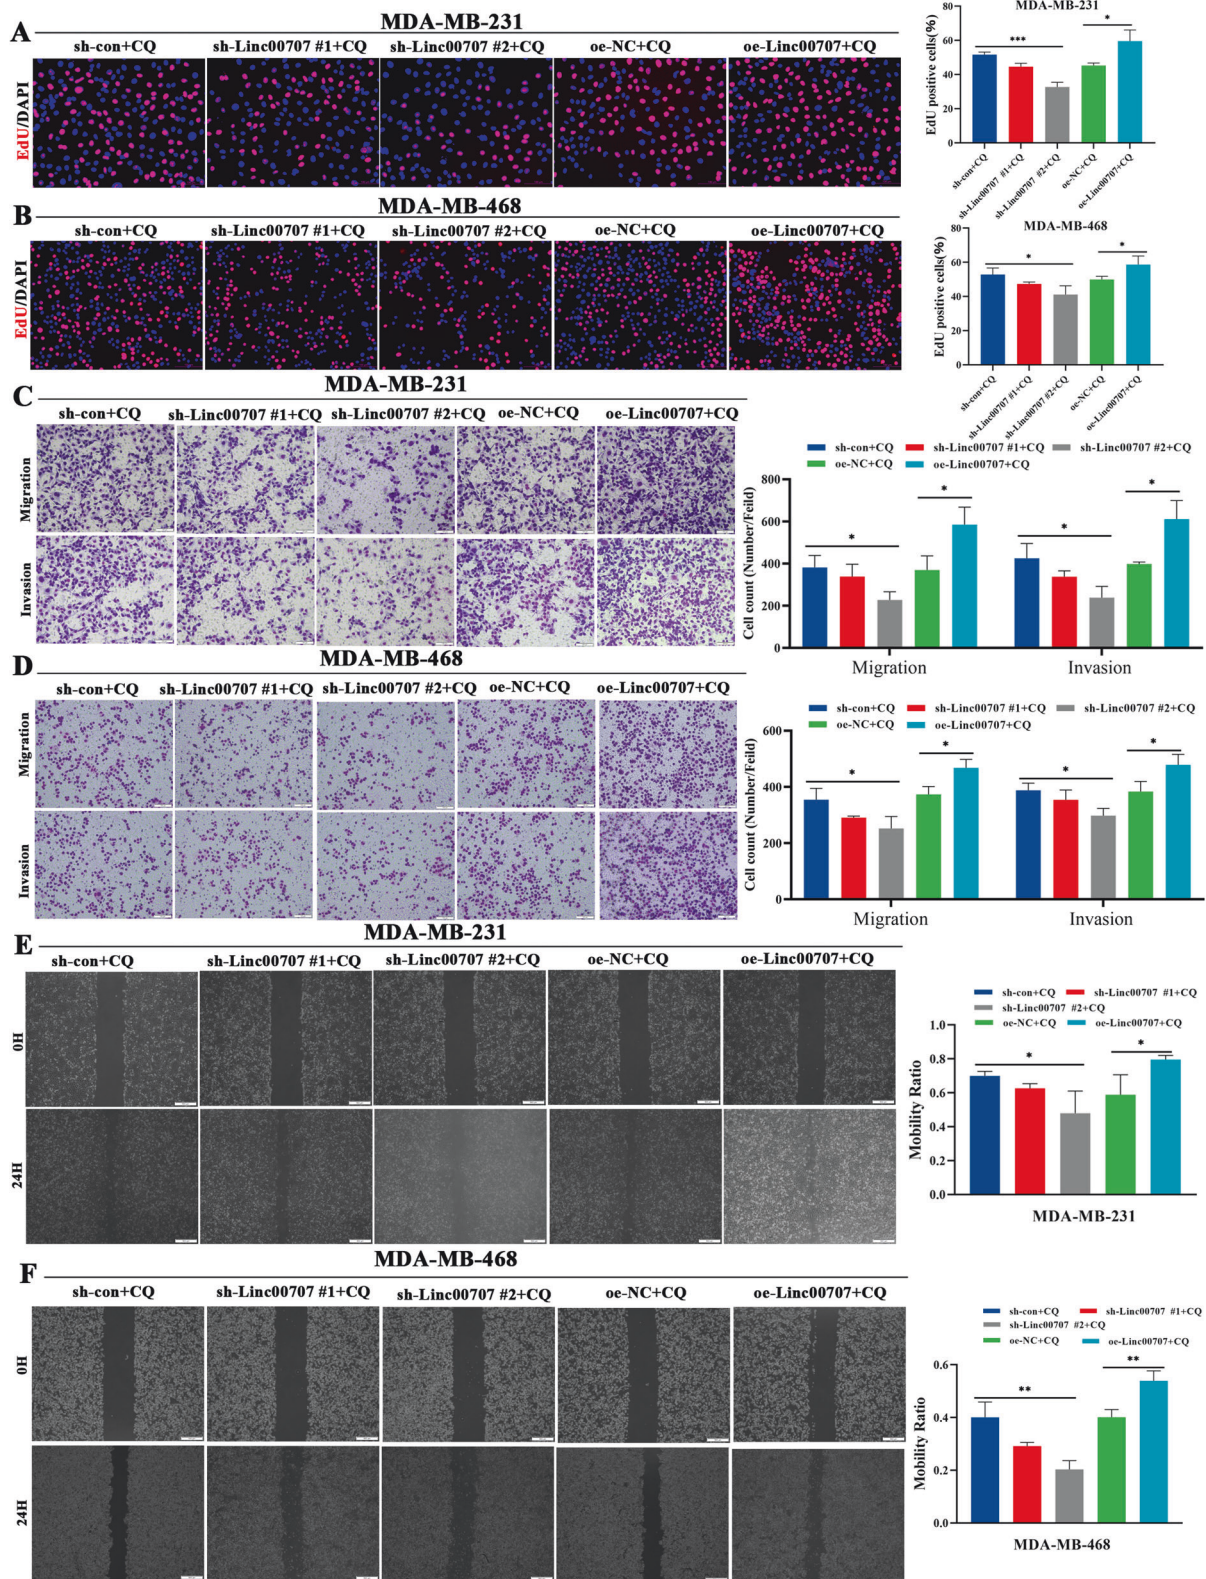 A
MDA-MB-231
sh-con+CQ sh-Linc00707 #1+CQ sh-Linc00707 #2+CQ oe-NC+CQ oe-Linc00707+CQ
EdU/DAPI
MDA-MB-231
EdU positive cells(%)
80
60
40
20
0
***
*
sh-con+CQ
sh-Linc00707 #1+CQ
sh-Linc00707 #2+CQ
oe-NC+CQ
oe-Linc00707+CQ
B
MDA-MB-468
sh-con+CQ sh-Linc00707 #1+CQ sh-Linc00707 #2+CQ oe-NC+CQ oe-Linc00707+CQ
EdU/DAPI
MDA-MB-468
EdU positive cells(%)
80
60
40
20
0
*
*
sh-con+CQ
sh-Linc00707 #1+CQ
sh-Linc00707 #2+CQ
oe-NC+CQ
oe-Linc00707+CQ
C
MDA-MB-231
sh-con+CQ sh-Linc00707 #1+CQ sh-Linc00707 #2+CQ oe-NC+CQ oe-Linc00707+CQ
Migration
Invasion
sh-con+CQ sh-Linc00707 #1+CQ sh-Linc00707 #2+CQ
oe-NC+CQ oe-Linc00707+CQ
Cell count (Number/Feild)
800
600
400
200
0
*
*
*
*
Migration Invasion
D
MDA-MB-468
sh-con+CQ sh-Linc00707 #1+CQ sh-Linc00707 #2+CQ oe-NC+CQ oe-Linc00707+CQ
Migration
Invasion
sh-con+CQ sh-Linc00707 #1+CQ sh-Linc00707 #2+CQ
oe-NC+CQ oe-Linc00707+CQ
Cell count (Number/Feild)
600
400
200
0
*
*
*
*
Migration Invasion
E
MDA-MB-231
sh-con+CQ sh-Linc00707 #1+CQ sh-Linc00707 #2+CQ oe-NC+CQ oe-Linc00707+CQ
0H
24H
sh-con+CQ sh-Linc00707 #1+CQ
sh-Linc00707 #2+CQ
oe-NC+CQ oe-Linc00707+CQ
Mobility Ratio
1.0
0.8
0.6
0.4
0.2
0.0
*
*
MDA-MB-231
F
MDA-MB-468
sh-con+CQ sh-Linc00707 #1+CQ sh-Linc00707 #2+CQ oe-NC+CQ oe-Linc00707+CQ
0H
24H
sh-con+CQ sh-Linc00707 #1+CQ
sh-Linc00707 #2+CQ
oe-NC+CQ oe-Linc00707+CQ
Mobility Ratio
0.6
0.4
0.2
0.0
**
**
MDA-MB-468